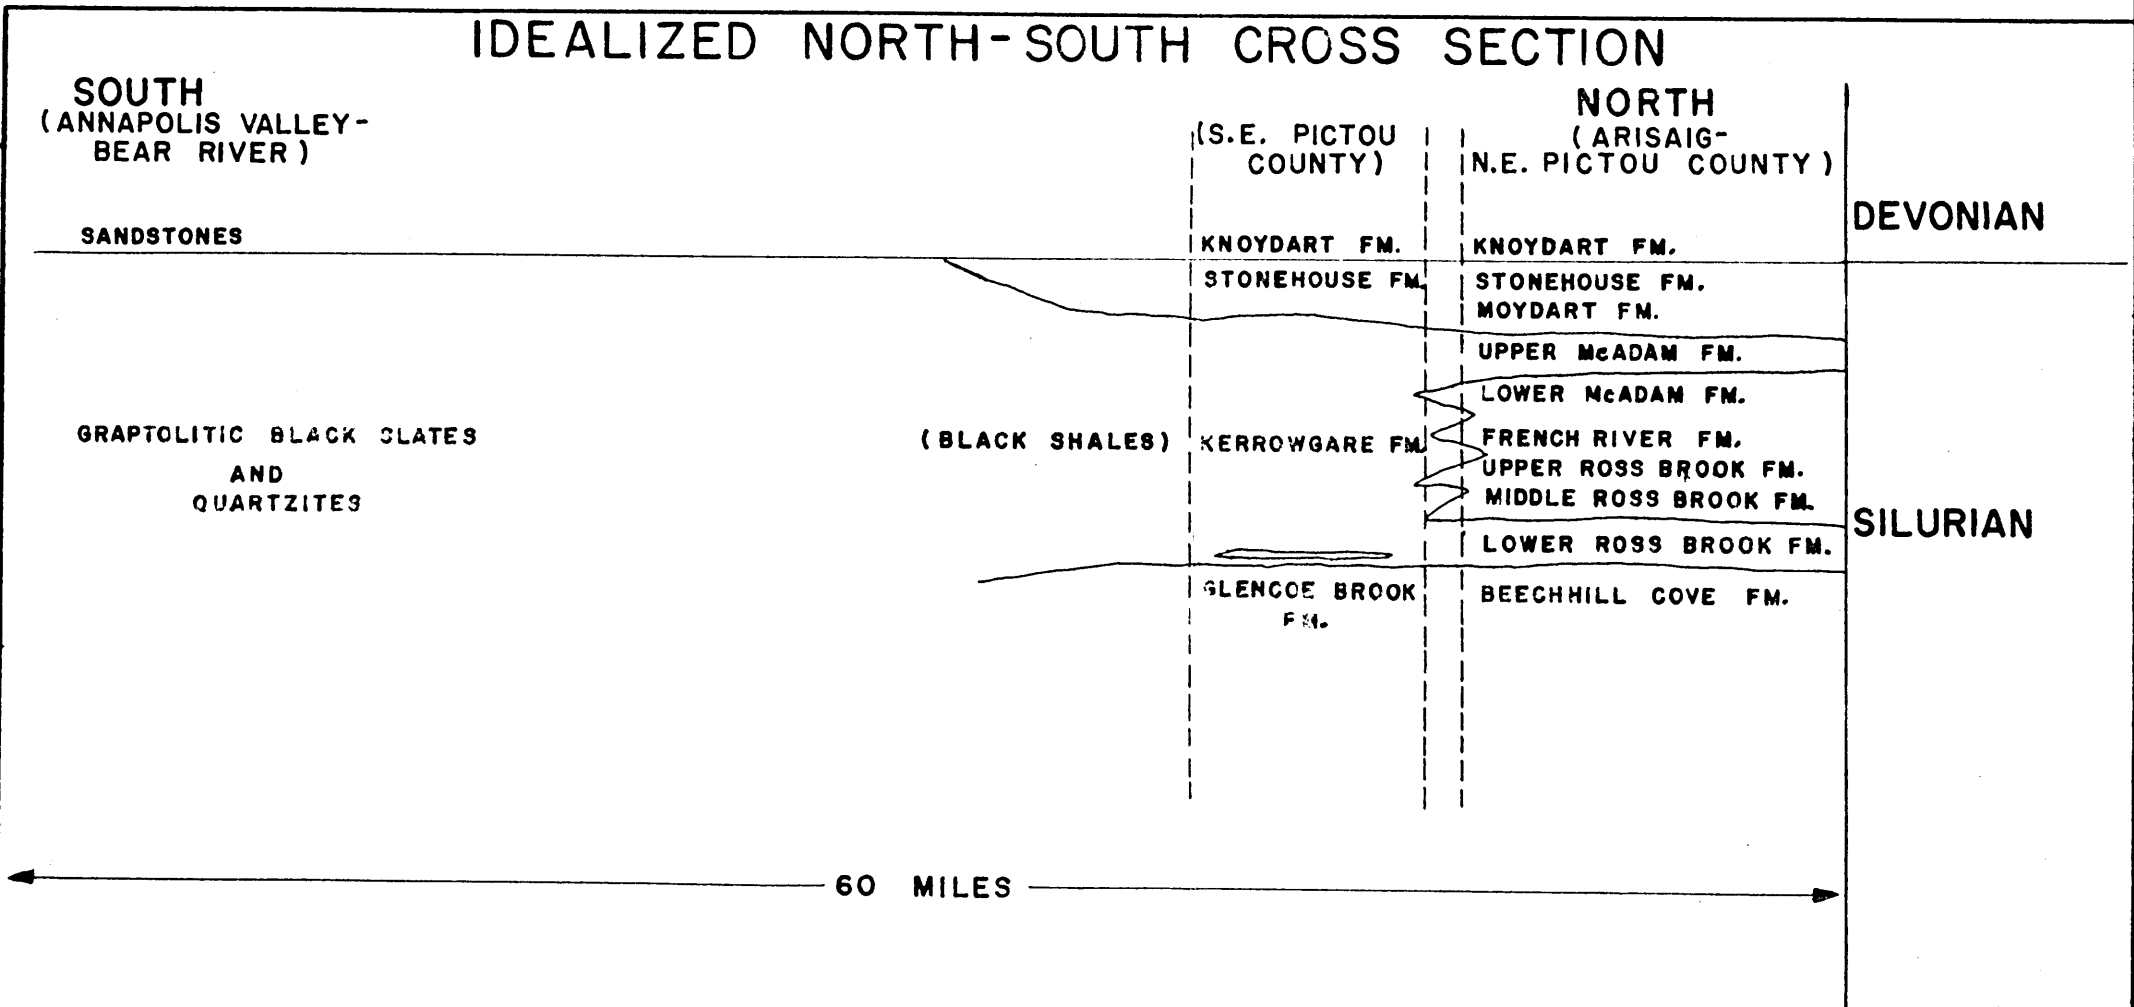 IDEALIZED NORTH-SOUTH CROSS SECTION
SOUTH
(ANNAPOLIS VALLEY-
BEAR RIVER)
(S.E. PICTOU
COUNTY)
NORTH
(ARISAIG-
N.E. PICTOU COUNTY)
DEVONIAN
SANDSTONES
KNOYDART FM.
KNOYDART FM.
STONEHOUSE FM.
STONEHOUSE FM.
MOYDART FM.
UPPER McADAM FM.
LOWER McADAM FM.
GRAPTOLITIC BLACK SLATES
AND
QUARTZITES
(BLACK SHALES)
KERROWGARE FM.
FRENCH RIVER FM.
UPPER ROSS BROOK FM.
MIDDLE ROSS BROOK FM.
SILURIAN
LOWER ROSS BROOK FM.
GLENCOE BROOK
FM.
BEECHHILL COVE FM.
60 MILES